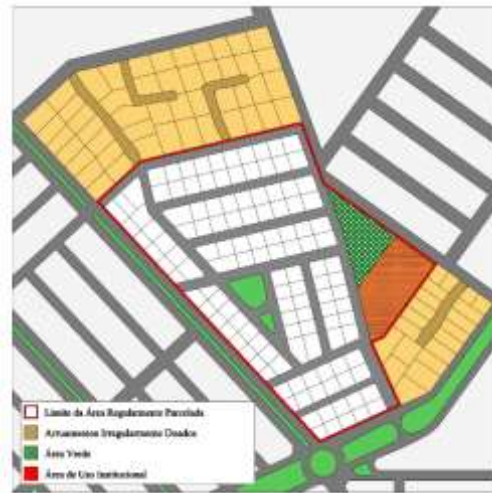 Limite da Área Regularmente Parcelada
Arruamentos Irregularmente Doados
Área Verde
Área de Uso Institucional